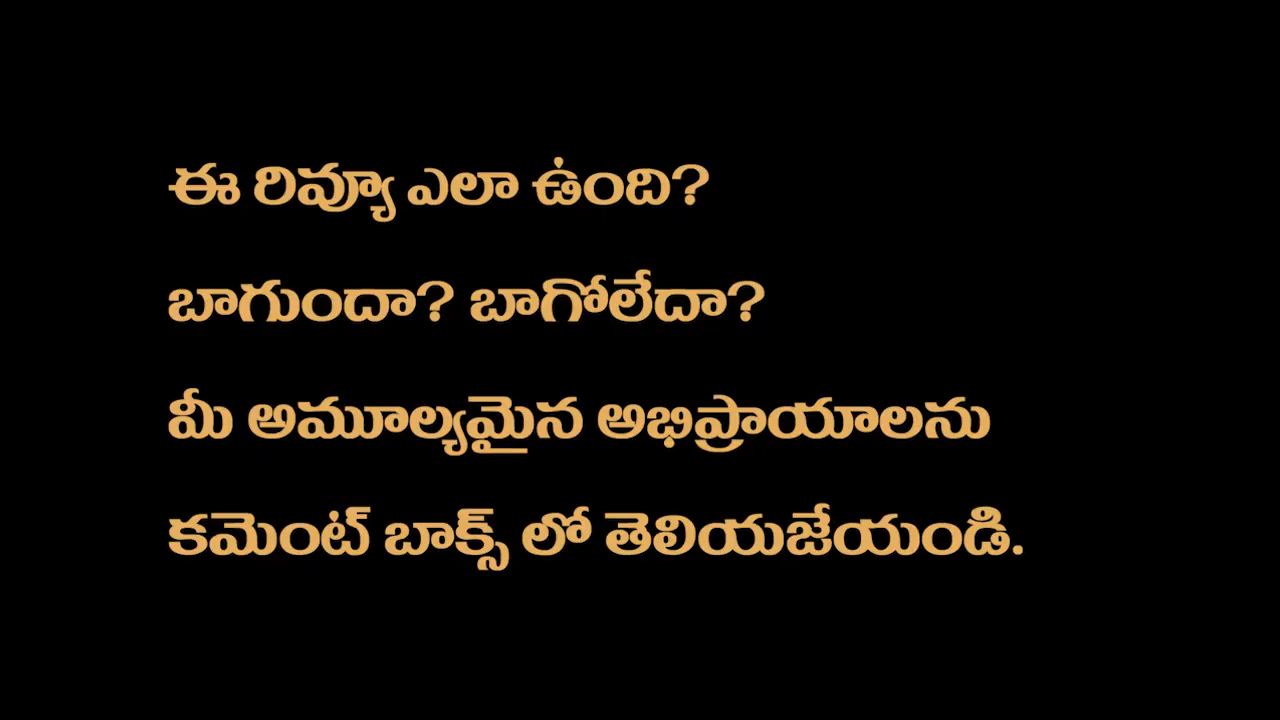 ఈ రివ్యూ ఎలా ఉంది?
బాగుందా? బాగోలేదా?
మీ అమూల్యమైన అభిప్రాయాలను
కమెంట్ బాక్స్ లో తెలియజేయండి.